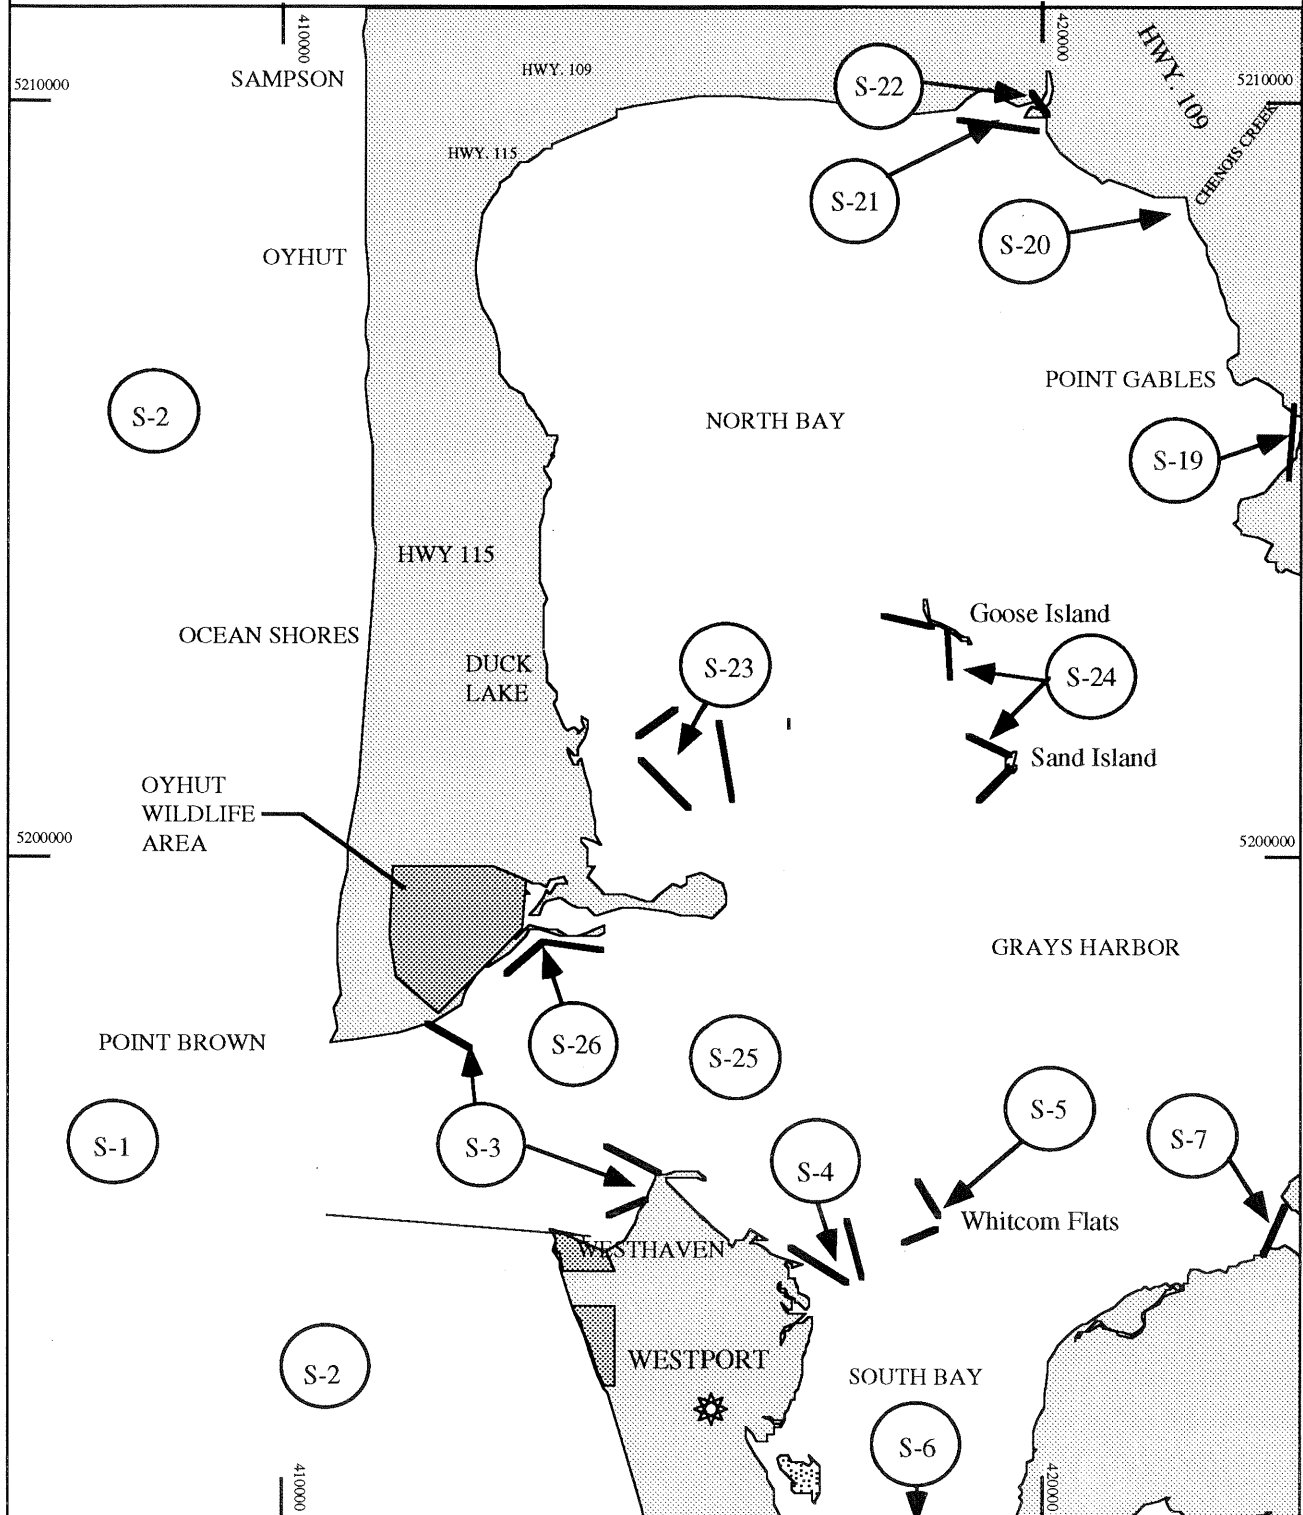 410000
420000
HWY. 109
SAMPSON
HWY. 109
S-22
5210000
5210000
CHENOIS CREEK
HWY. 115
S-21
S-20
OYHUT
POINT GABLES
S-2
NORTH BAY
S-19
HWY 115
Goose Island
OCEAN SHORES
DUCK
LAKE
S-23
S-24
Sand Island
OYHUT
WILDLIFE
AREA
5200000
5200000
GRAYS HARBOR
POINT BROWN
S-26
S-25
S-5
S-1
S-3
S-4
S-7
Whitcom Flats
WESTHAVEN
S-2
WESTPORT
SOUTH BAY
S-6
410000
420000